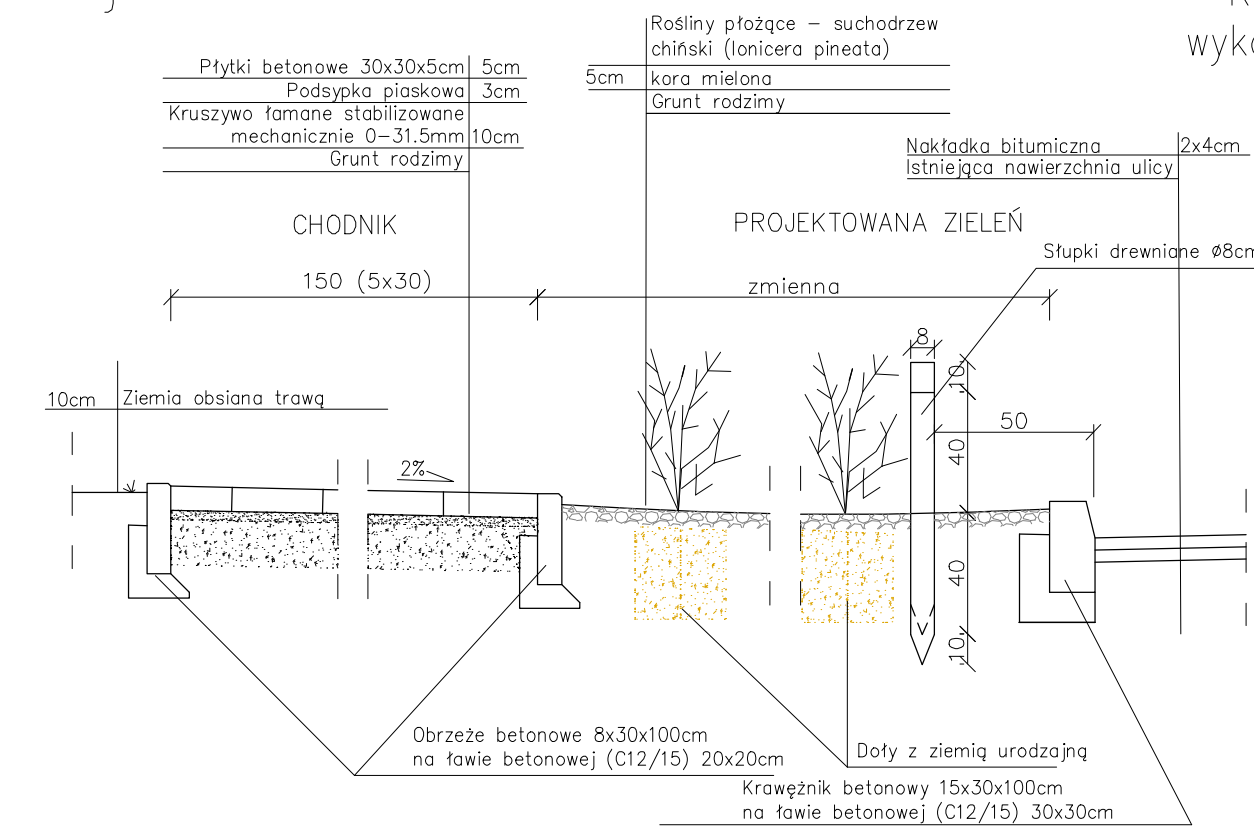 wyk
Rośliny płożące – suchodrzew
chiński (lonicera pineata)
5cm kora mielona
Grunt rodzimy
Płytki betonowe 30x30x5cm 5cm
Podsypka piaskowa 3cm
Kruszywo łamane stabilizowane
mechanicznie 0-31.5mm 10cm
Grunt rodzimy
Nakładka bitumiczna 2x4cm
Istniejąca nawierzchnia ulicy
CHODNIK
PROJEKTOWANA ZIELEŃ
Słupki drewniane ø8cm
150 (5x30)
zmienna
8
10
10cm Ziemia obsiana trawą
50
40
2%
40
10
Obrzeże betonowe 8x30x100cm
na ławie betonowej (C12/15) 20x20cm
Doły z ziemią urodzajną
Krawężnik betonowy 15x30x100cm
na ławie betonowej (C12/15) 30x30cm